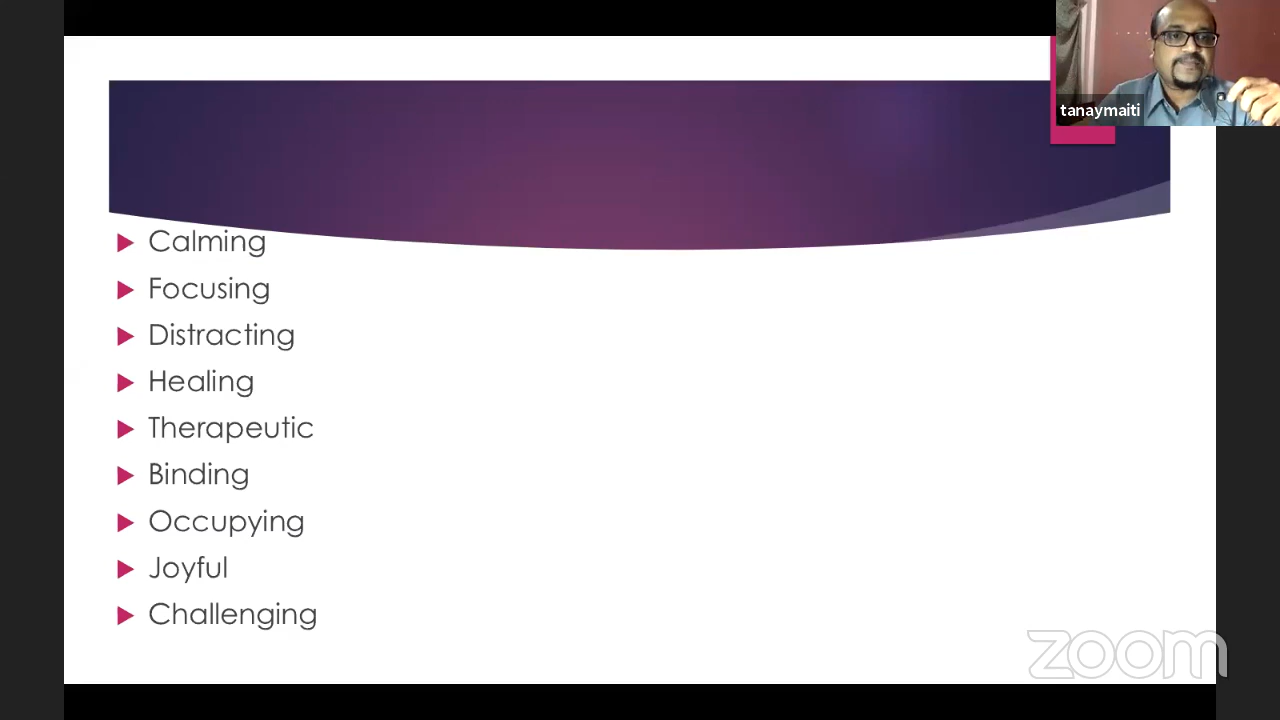 tanaymaiti
Calming
Focusing
Distracting
Healing
Therapeutic
Binding
Occupying
Joyful
Challenging
zoom